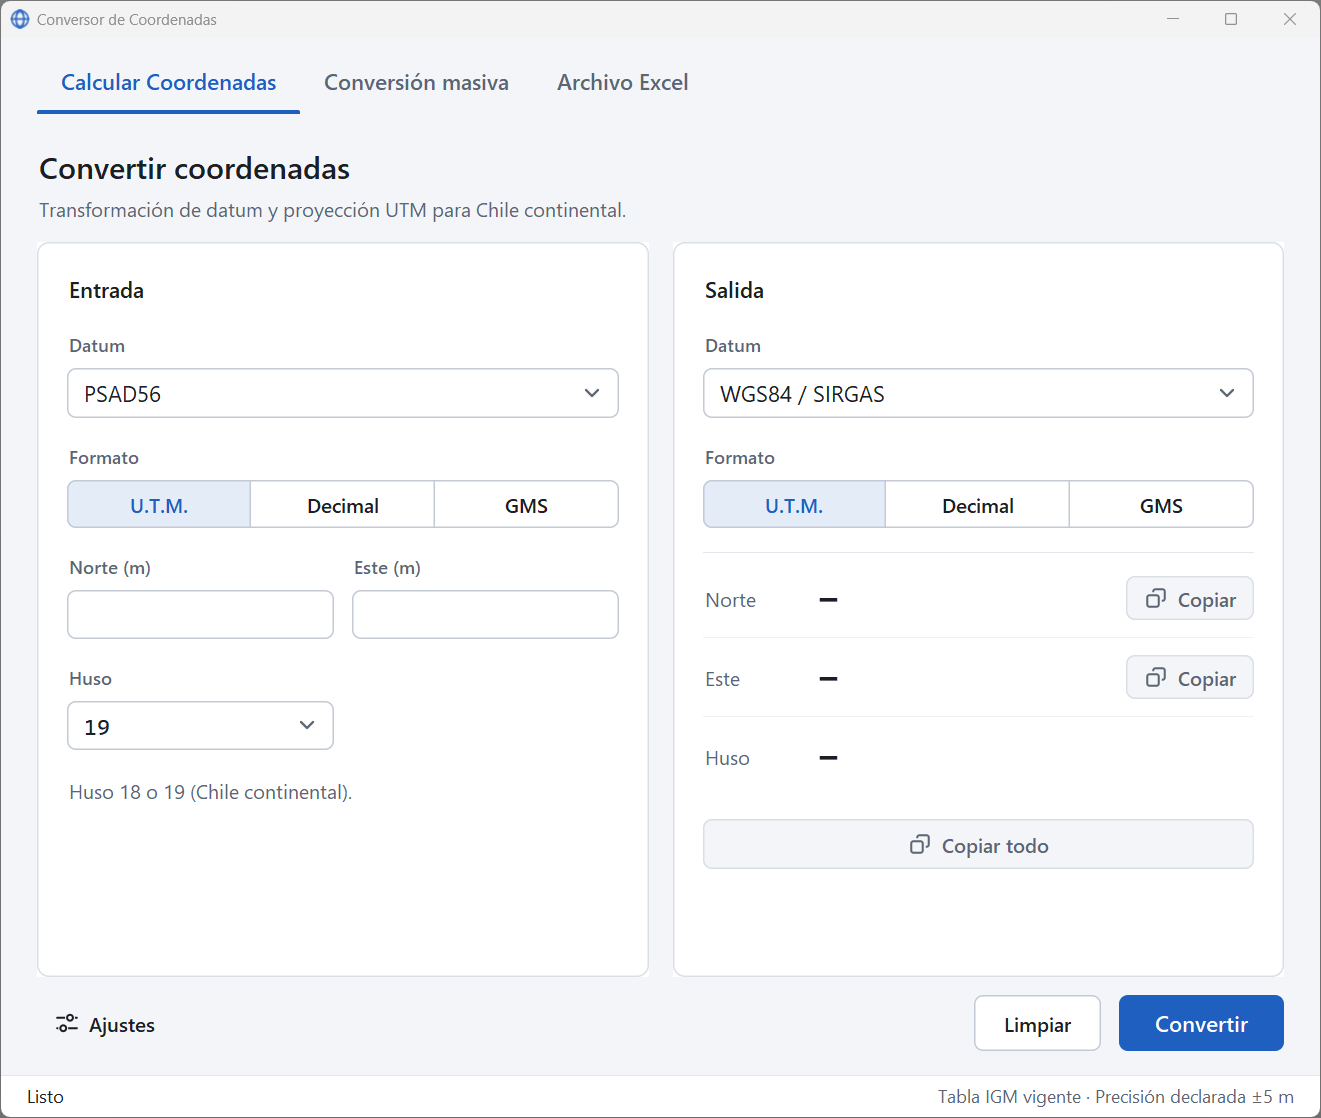 Conversor de Coordenadas
Calcular Coordenadas
Conversión masiva
Archivo Excel
Convertir coordenadas
Transformación de datum y proyección UTM para Chile continental.
Entrada
Datum
PSAD56
Formato
U.T.M.
Decimal
GMS
Norte (m)
Este (m)
Huso
19
Huso 18 o 19 (Chile continental).
Salida
Datum
WGS84 / SIRGAS
Formato
U.T.M.
Decimal
GMS
Norte
–
Copiar
Este
–
Copiar
Huso
–
Copiar todo
Ajustes
Limpiar
Convertir
Listo
Tabla IGM vigente · Precisión declarada ±5 m